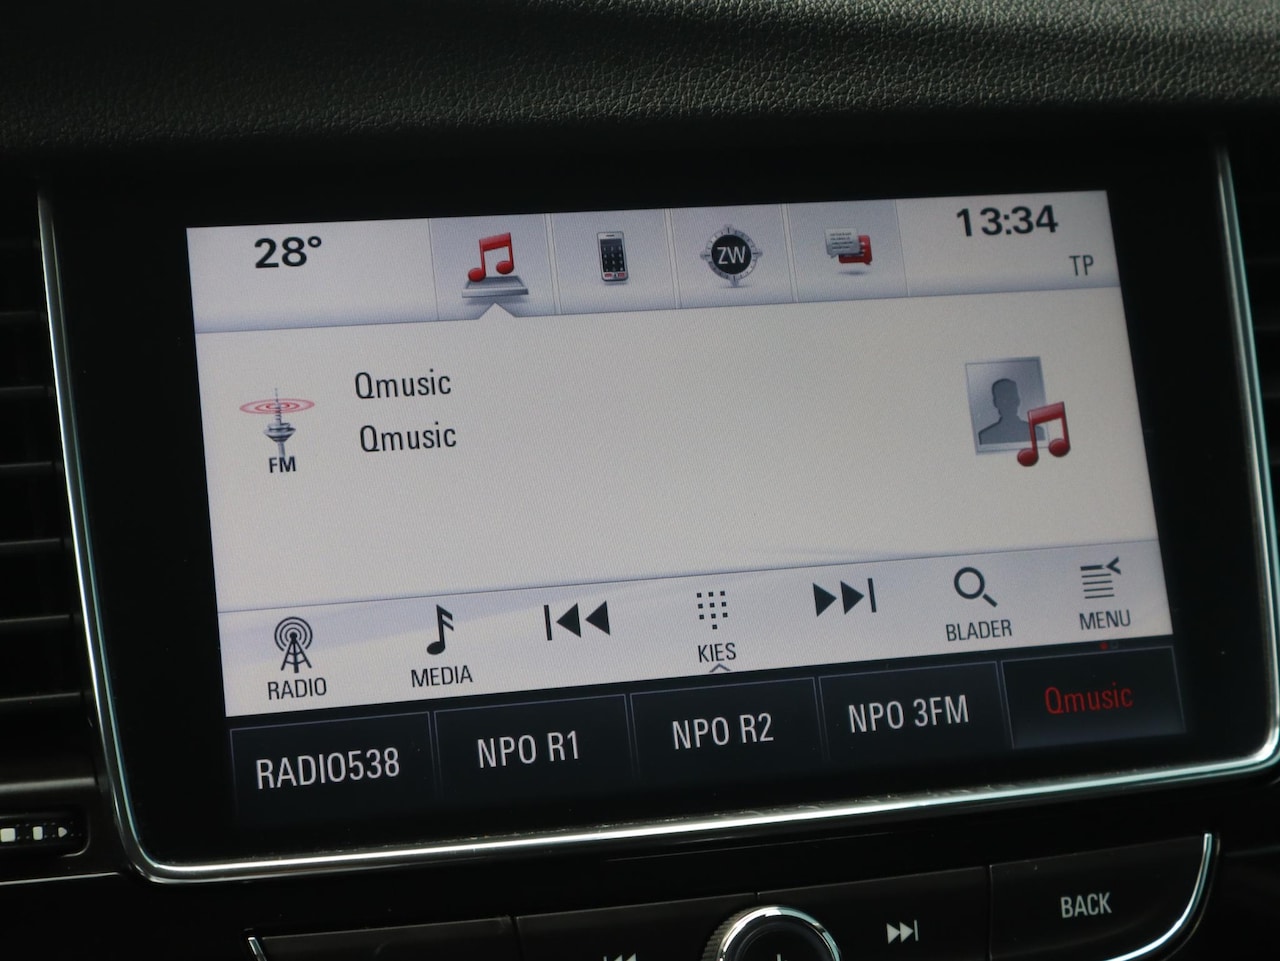 28°
ZW
13:34
TP
Qmusic
Qmusic
FM
RADIO
MEDIA
KIES
BLADER
MENU
RADIO538
NPO R1
NPO R2
NPO 3FM
Qmusic
BACK